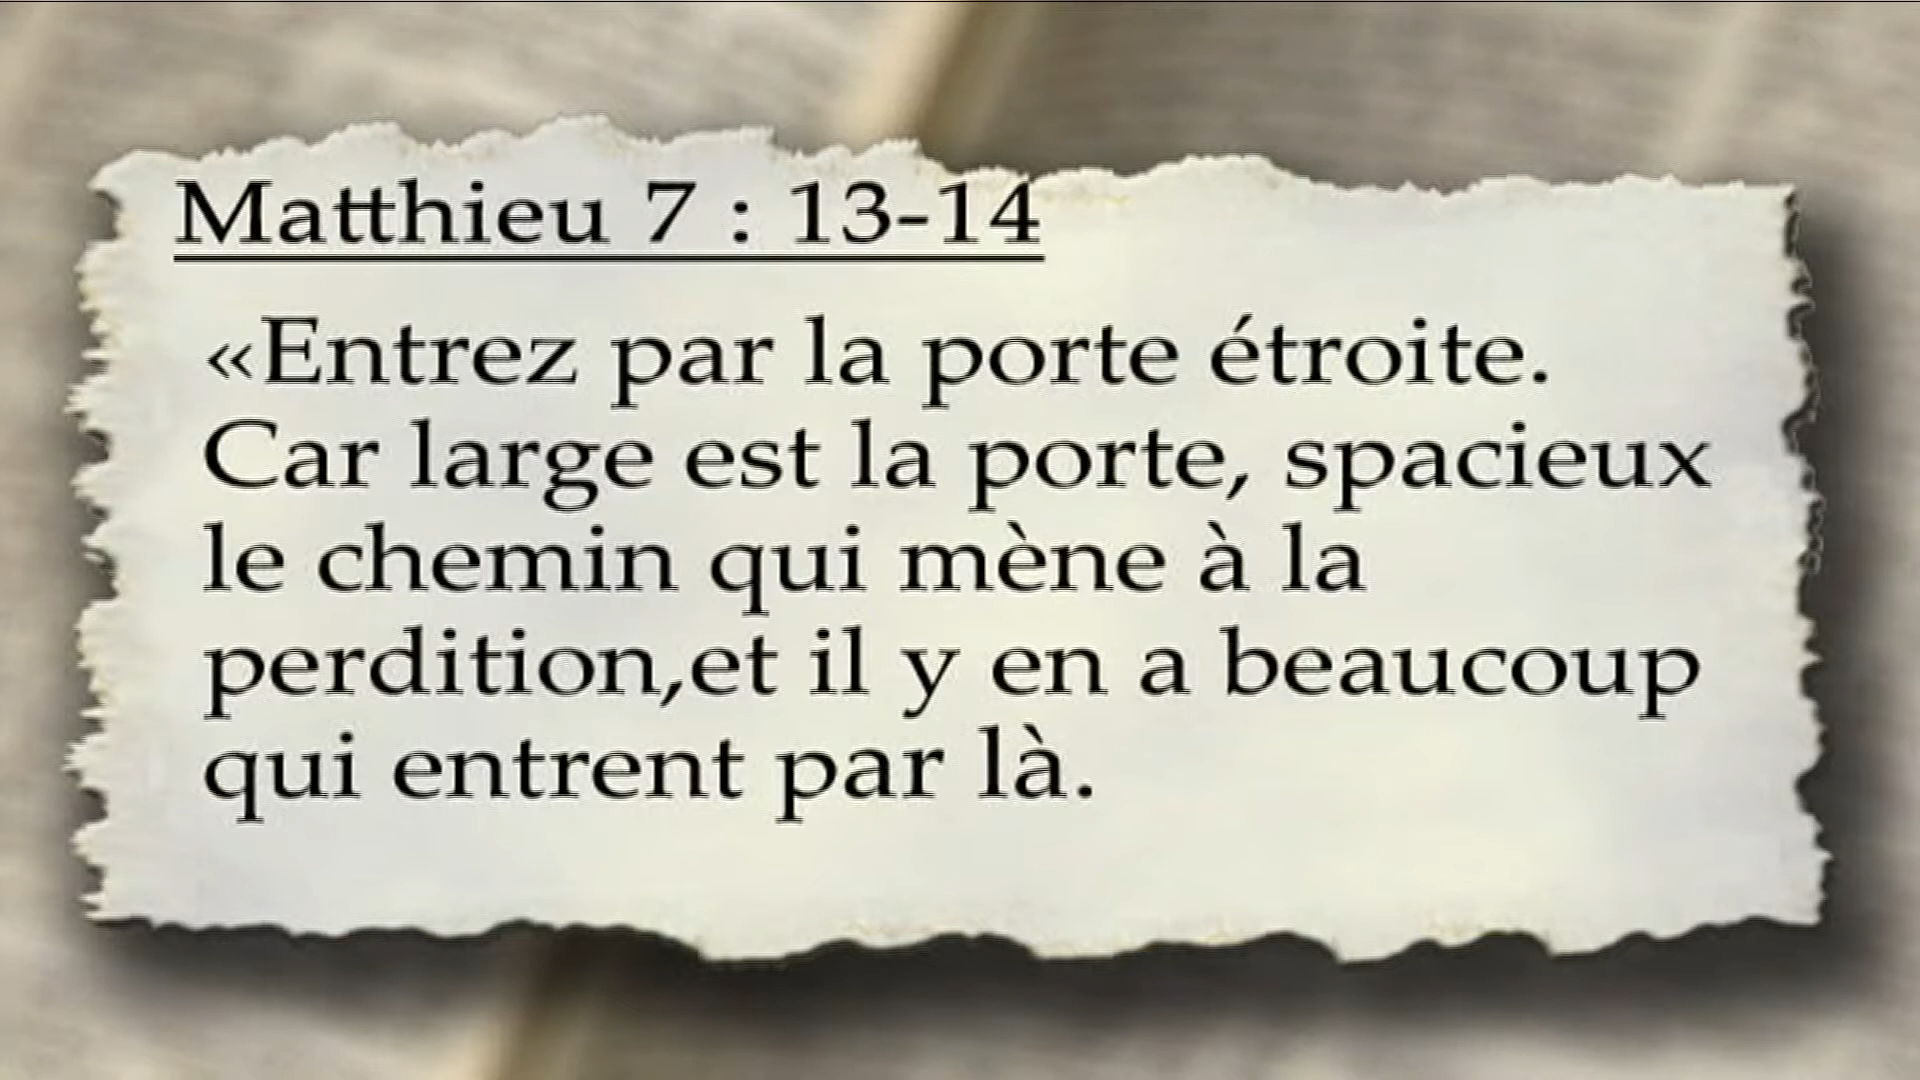 Matthieu 7 : 13-14
«Entrez par la porte étroite.
Car large est la porte, spacieux
le chemin qui mène à la
perdition,et il y en a beaucoup
qui entrent par là.